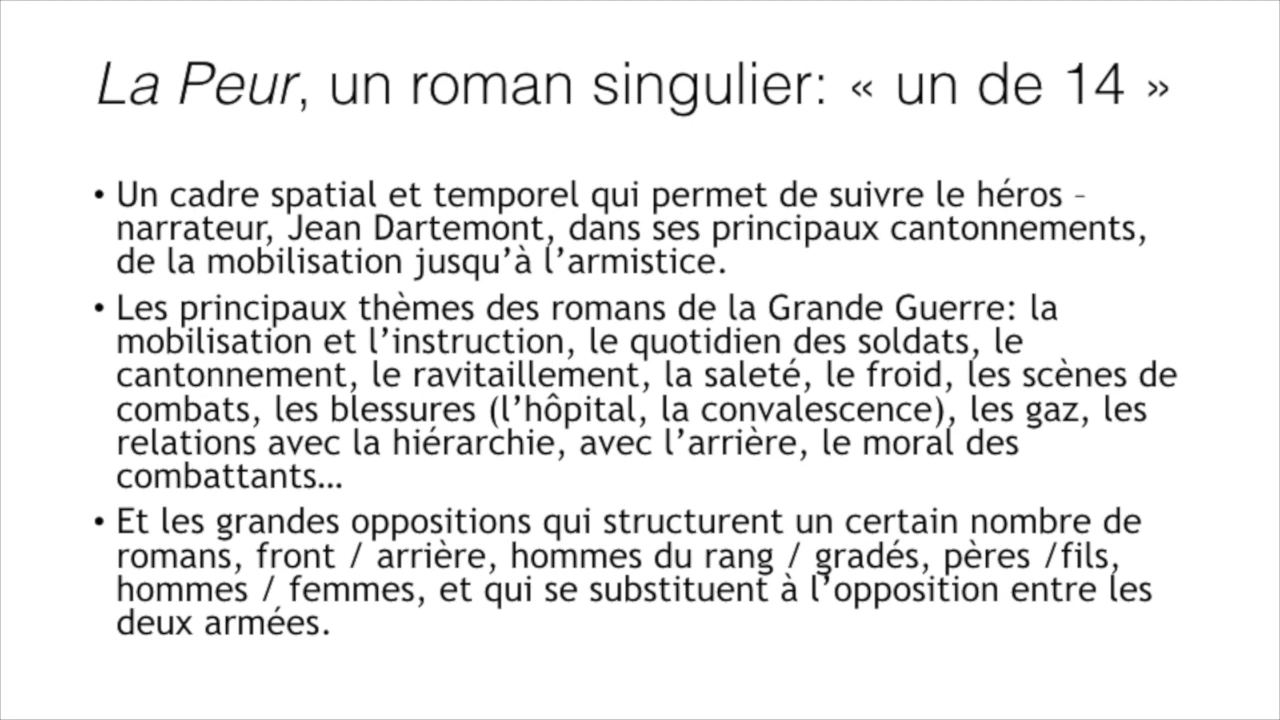 La Peur, un roman singulier: « un de 14 »
• Un cadre spatial et temporel qui permet de suivre le héros –
narrateur, Jean Dartemont, dans ses principaux cantonnements,
de la mobilisation jusqu’à l’armistice.
• Les principaux thèmes des romans de la Grande Guerre: la
mobilisation et l’instruction, le quotidien des soldats, le
cantonnement, le ravitaillement, la saleté, le froid, les scènes de
combats, les blessures (l’hôpital, la convalescence), les gaz, les
relations avec la hiérarchie, avec l’arrière, le moral des
combattants…
• Et les grandes oppositions qui structurent un certain nombre de
romans, front / arrière, hommes du rang / gradés, pères /fils,
hommes / femmes, et qui se substituent à l’opposition entre les
deux armées.